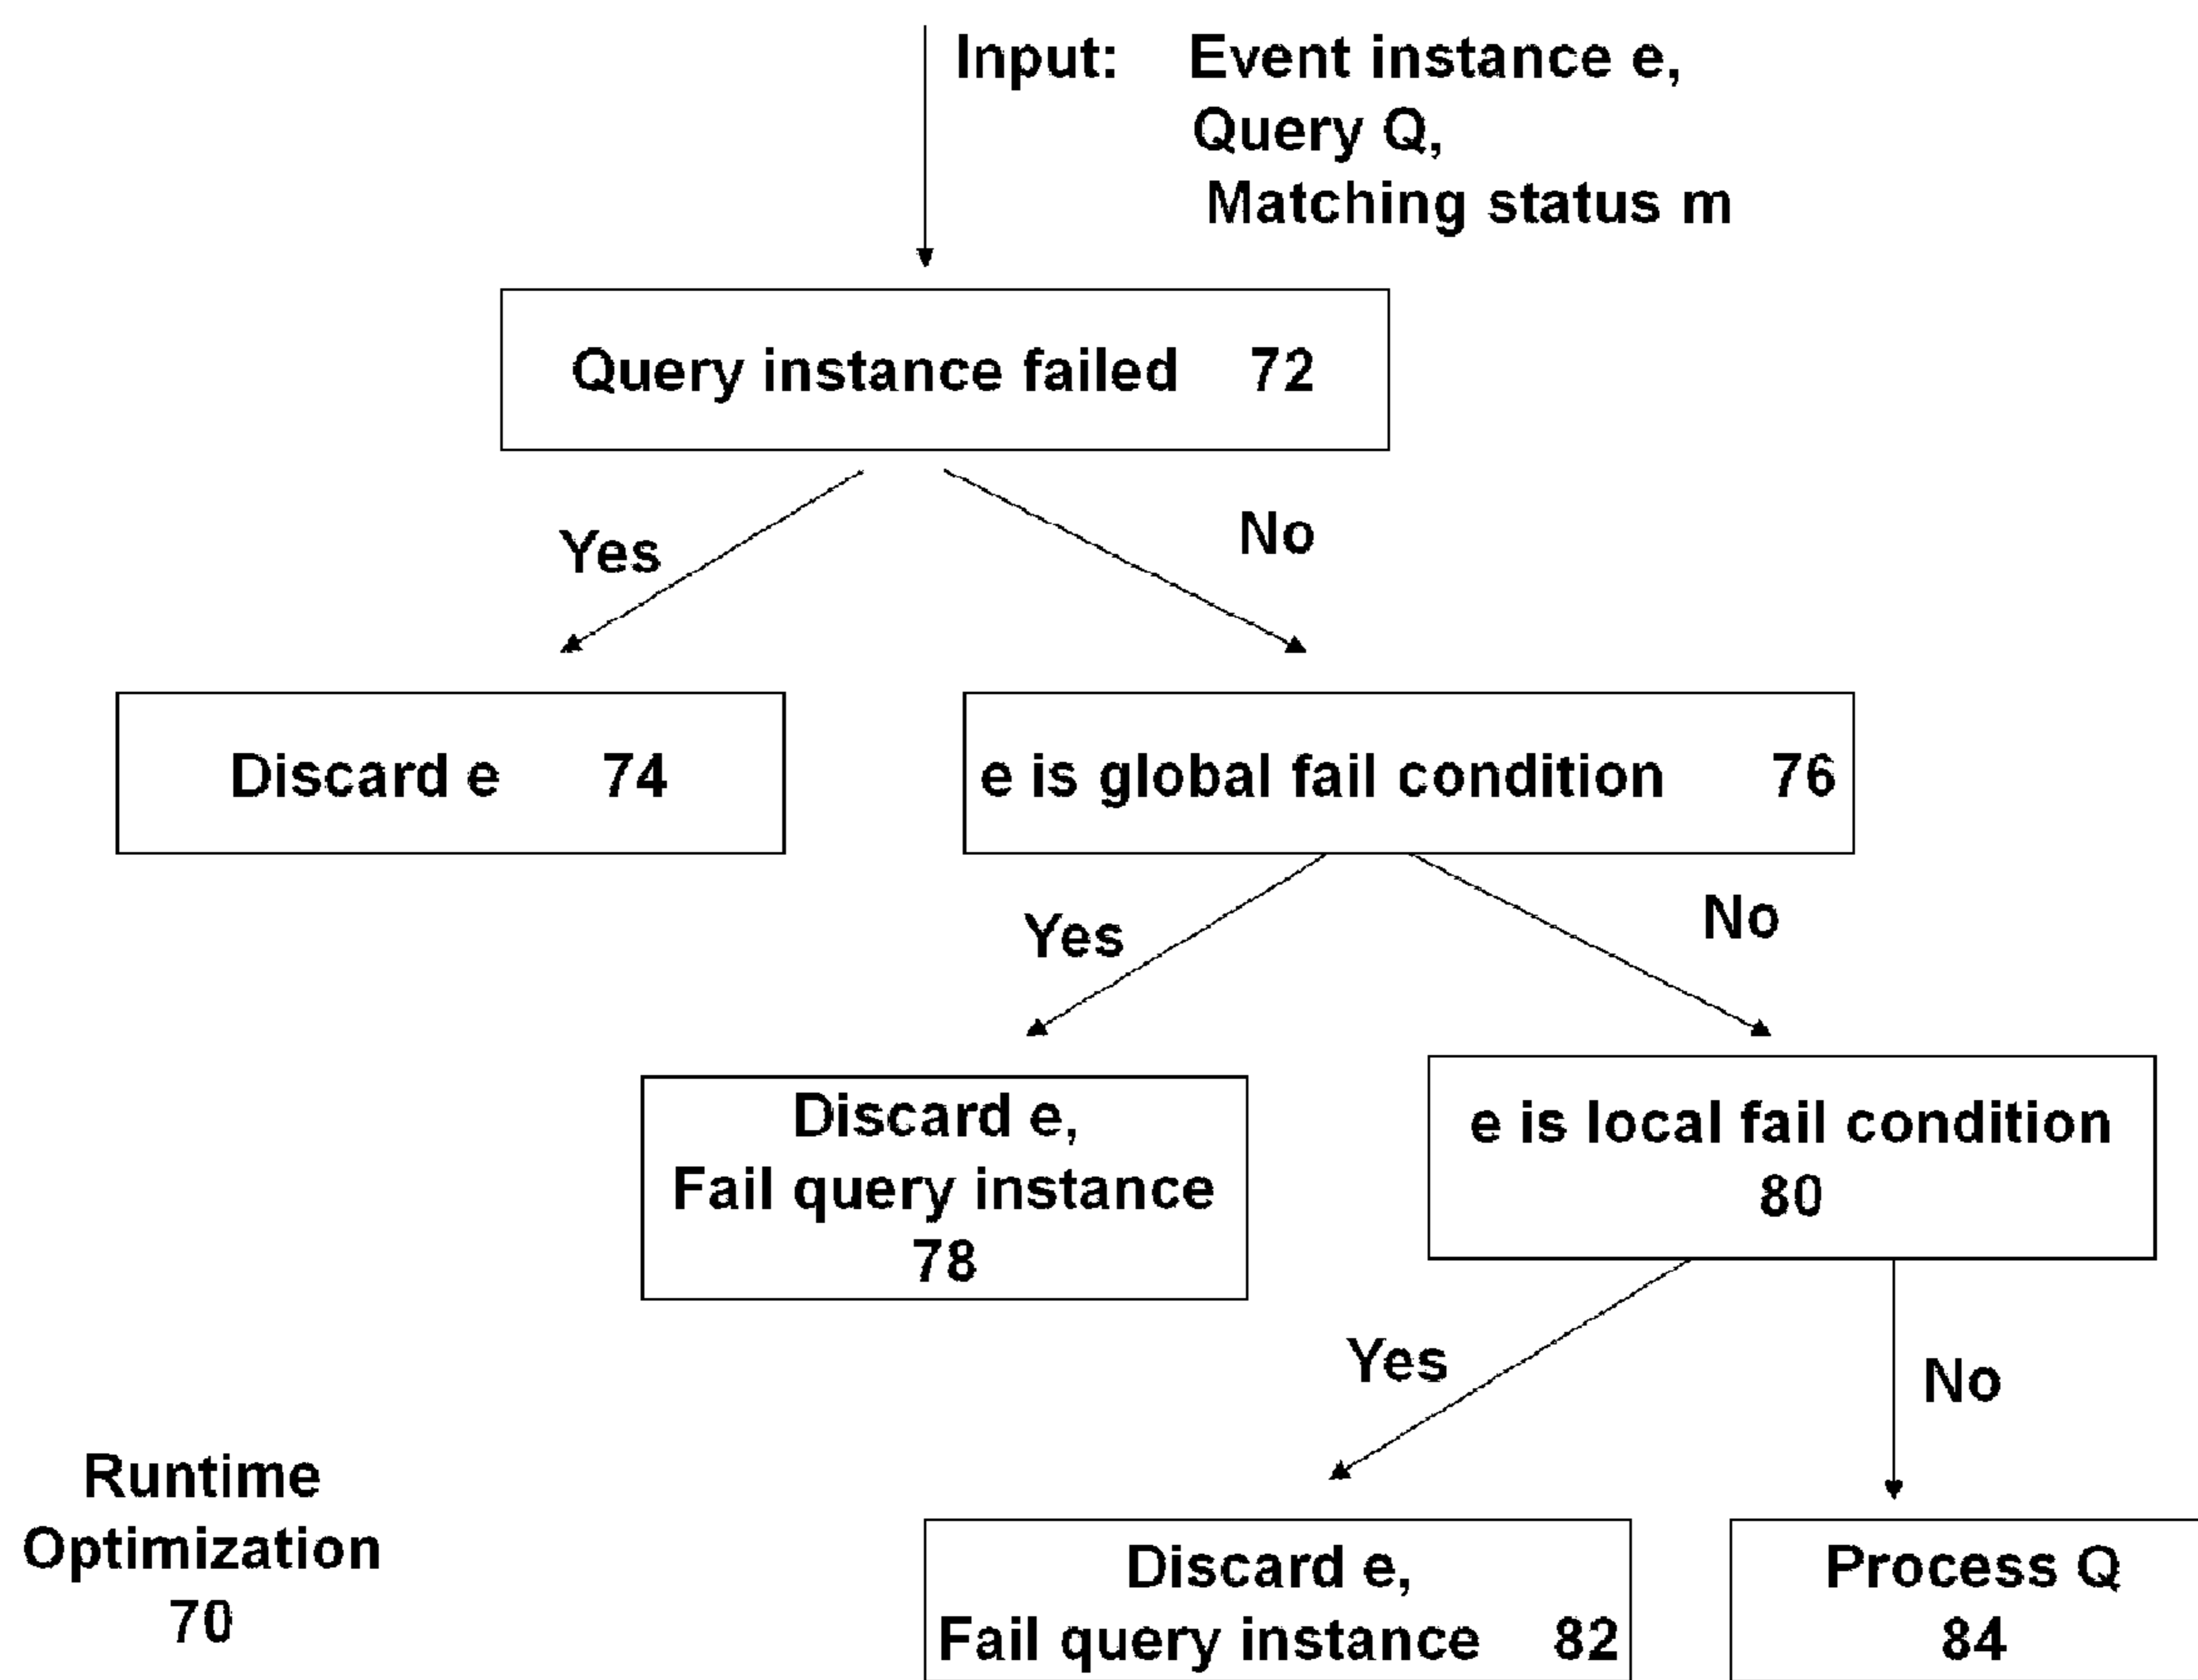 Input: Event instance e,
Query Q,
Matching status m
Query instance failed 72
Yes
No
Discard e 74
e is global fail condition 76
Yes
No
Discard e,
Fail query instance
78
e is local fail condition
80
Yes
No
Runtime
Optimization
70
Discard e,
Fail query instance 82
Process Q
84